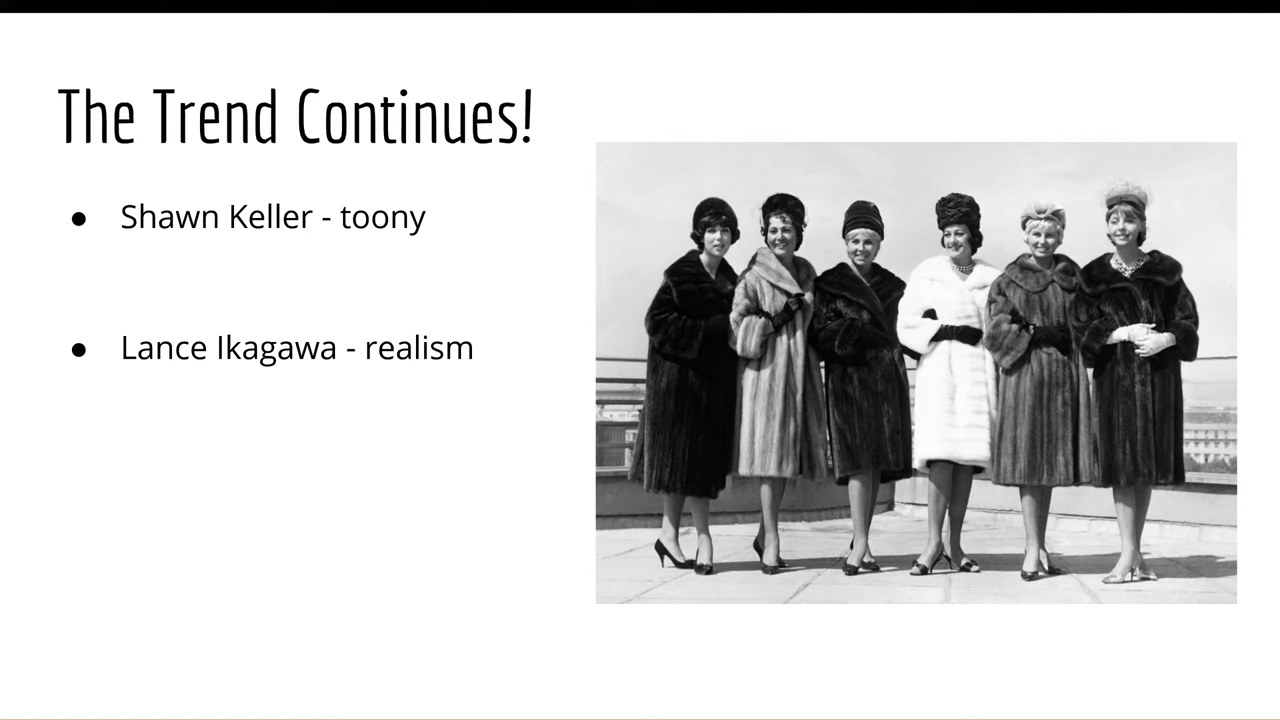 The Trend Continues!
● Shawn Keller - toony
● Lance Ikagawa - realism